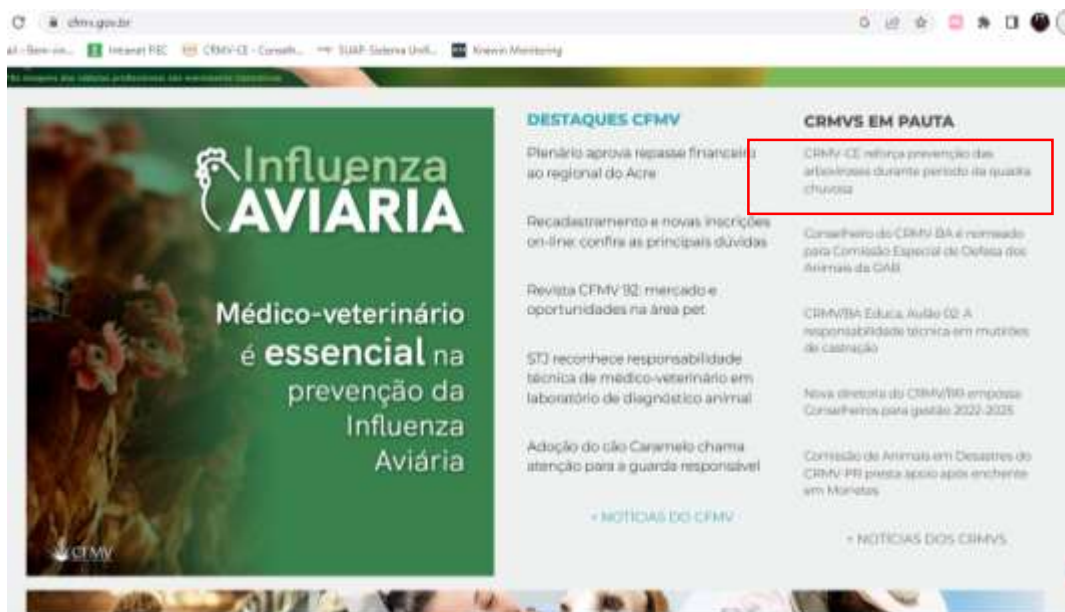 cfmv.gov.br
Intranet FIEC
CRMV-CE - Conselh...
SUAP: Sistema Unifi...
Knewin Monitoring
Influenza
AVIÁRIA
Médico-veterinário
é essencial na
prevenção da
Influenza
Aviária
CFMV
DESTAQUES CFMV
Plenário aprova repasse financeiro
ao regional do Acre
Recadastramento e novas inscrições
on-line: confira as principais dúvidas
Revista CFMV 92: mercado e
oportunidades na área pet
STJ reconhece responsabilidade
técnica de médico-veterinário em
laboratório de diagnóstico animal
Adoção do cão Caramelo chama
atenção para a guarda responsável
+ NOTÍCIAS DO CFMV
CRMVS EM PAUTA
CRMV-CE reforça prevenção das
arboviroses durante período da quadra
chuvosa
Conselheiro do CRMV-BA é nomeado
para Comissão Especial de Defesa dos
Animais da OAB
CRMV/BA Educa, Aulão 02: A
responsabilidade técnica em mutirões
de castração
Nova diretoria do CRMV/RR empossa
Conselheiros para gestão 2022-2025
Comissão de Animais em Desastres do
CRMV-PR presta apoio após enchente
em Morretes
+ NOTÍCIAS DOS CRMVS